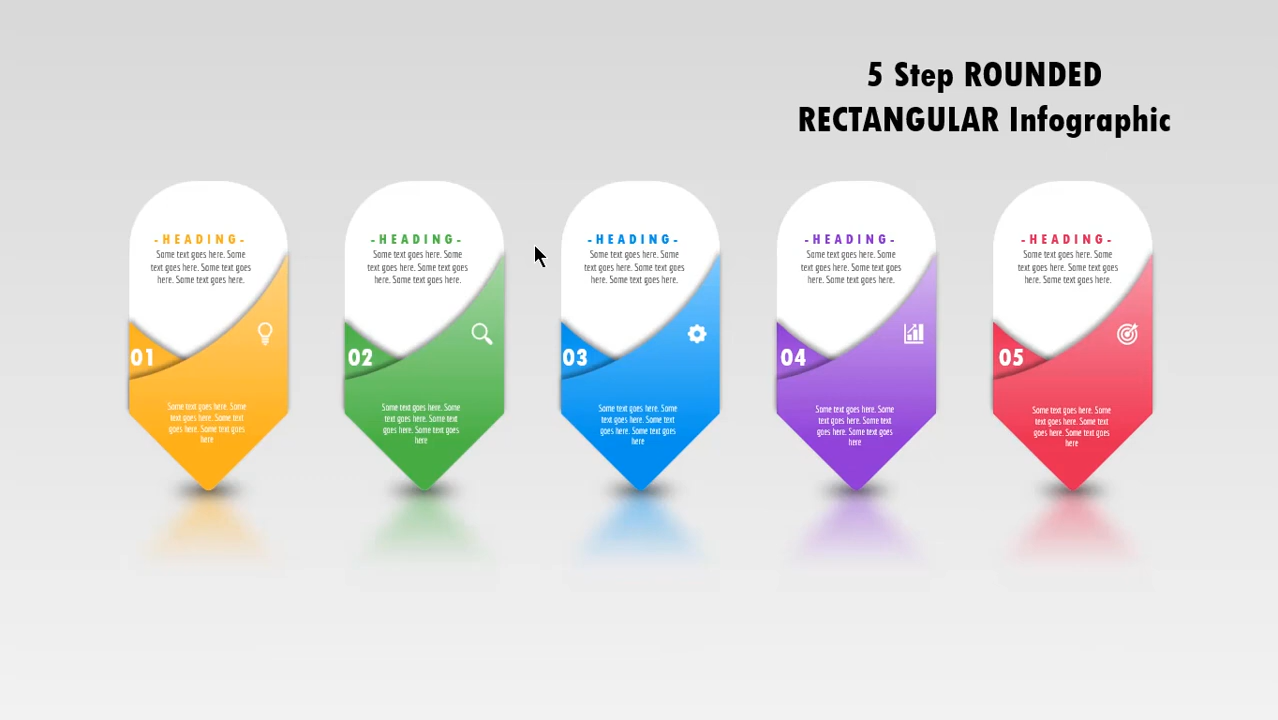 5 Step ROUNDED
RECTANGULAR Infographic
-HEADING-
Some text goes here. Some
text goes here. Some text goes
here. Some text goes here.
01
Some text goes here. Some
text goes here. Some text
goes here. Some text goes
here
-HEADING-
Some text goes here. Some
text goes here. Some text goes
here. Some text goes here.
02
Some text goes here. Some
text goes here. Some text
goes here. Some text goes
here
-HEADING-
Some text goes here. Some
text goes here. Some text goes
here. Some text goes here.
03
Some text goes here. Some
text goes here. Some text
goes here. Some text goes
here
-HEADING-
Some text goes here. Some
text goes here. Some text goes
here. Some text goes here.
04
Some text goes here. Some
text goes here. Some text
goes here. Some text goes
here
-HEADING-
Some text goes here. Some
text goes here. Some text goes
here. Some text goes here.
05
Some text goes here. Some
text goes here. Some text
goes here. Some text goes
here